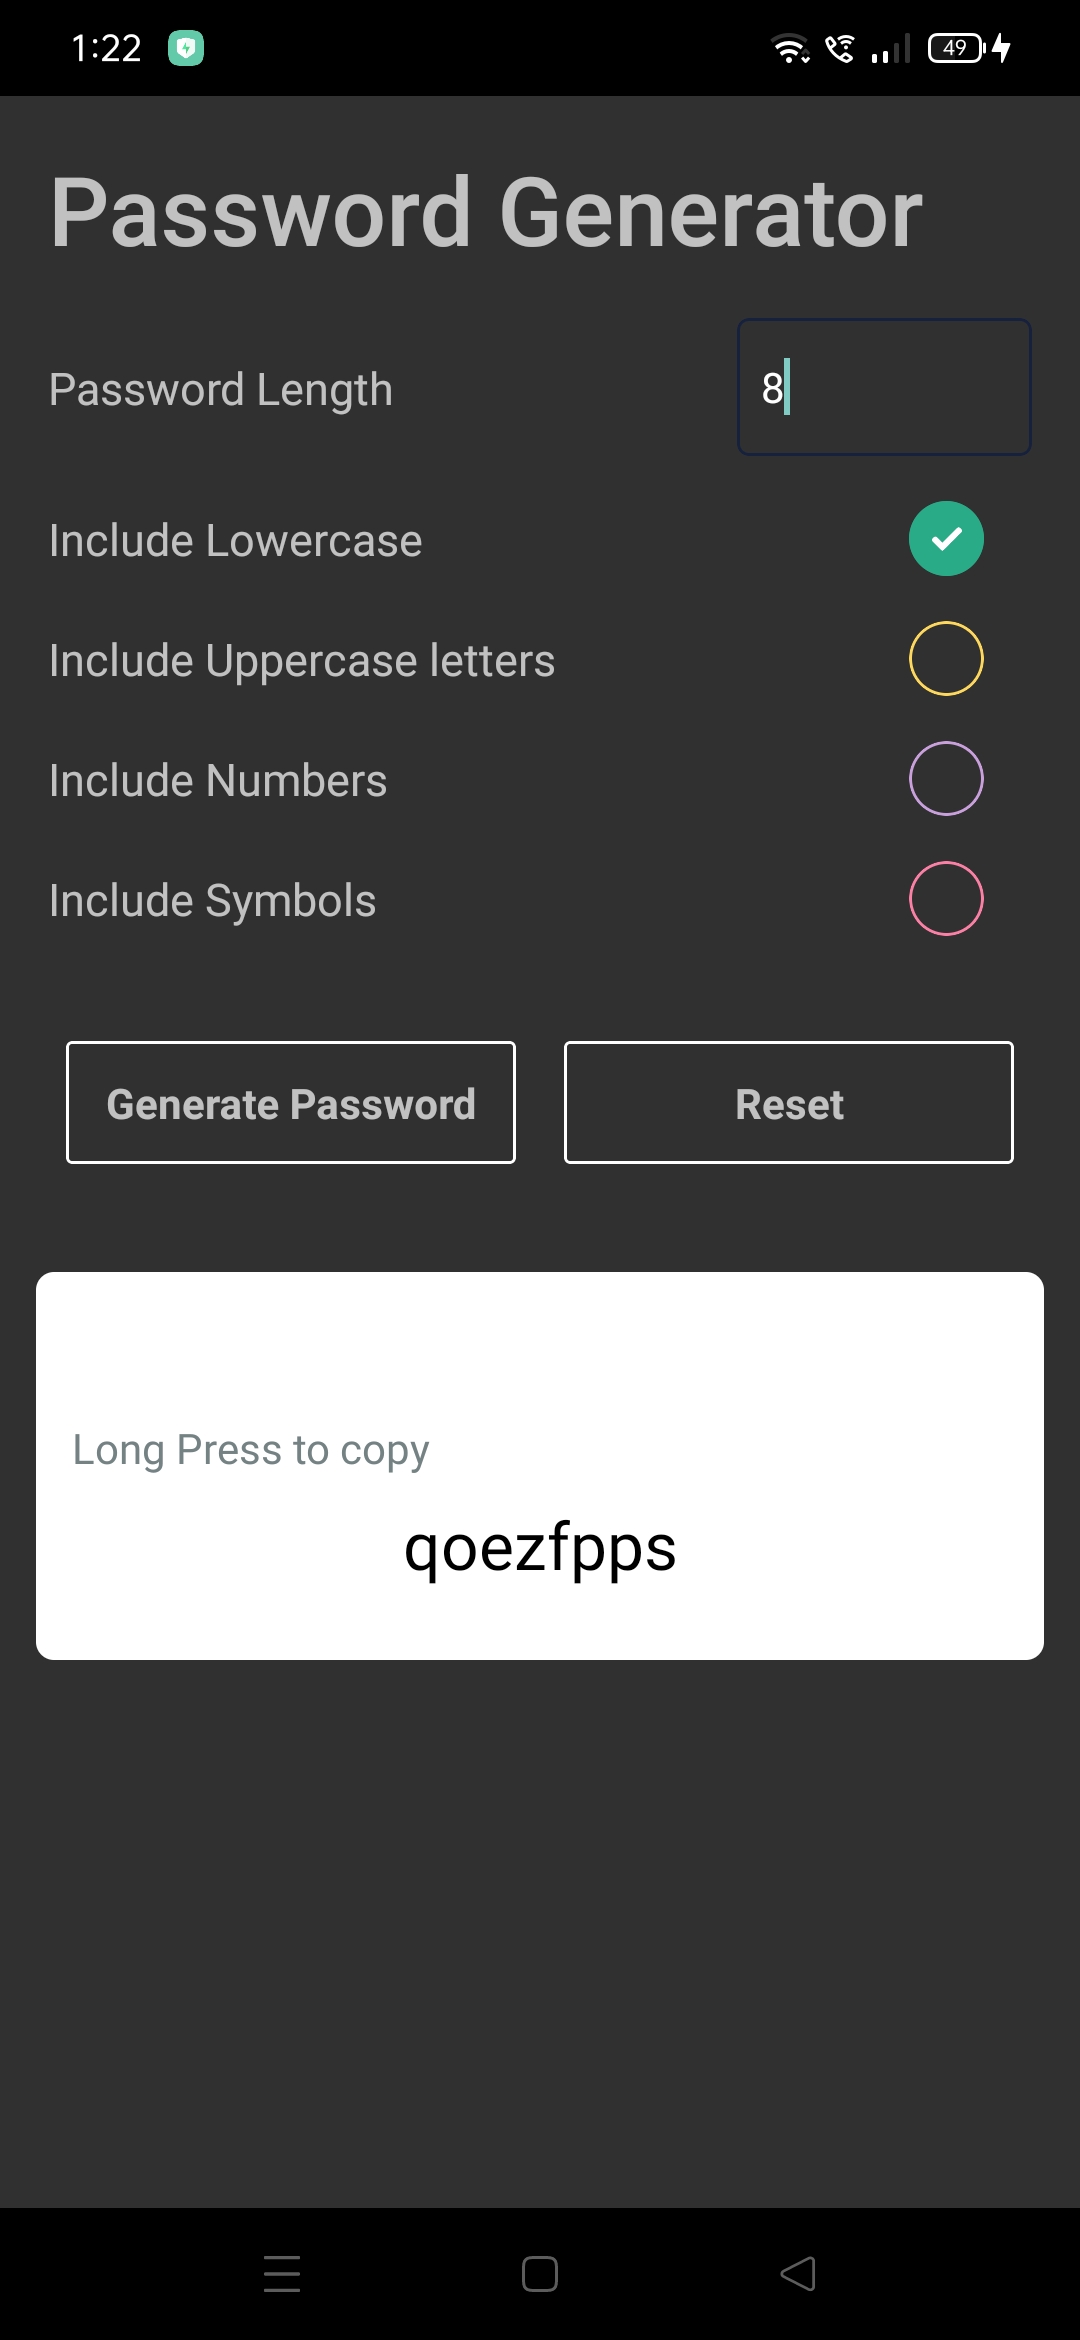 1:22
49
Password Generator
Password Length
8
Include Lowercase
Include Uppercase letters
Include Numbers
Include Symbols
Generate Password
Reset
Long Press to copy
qoezfpps